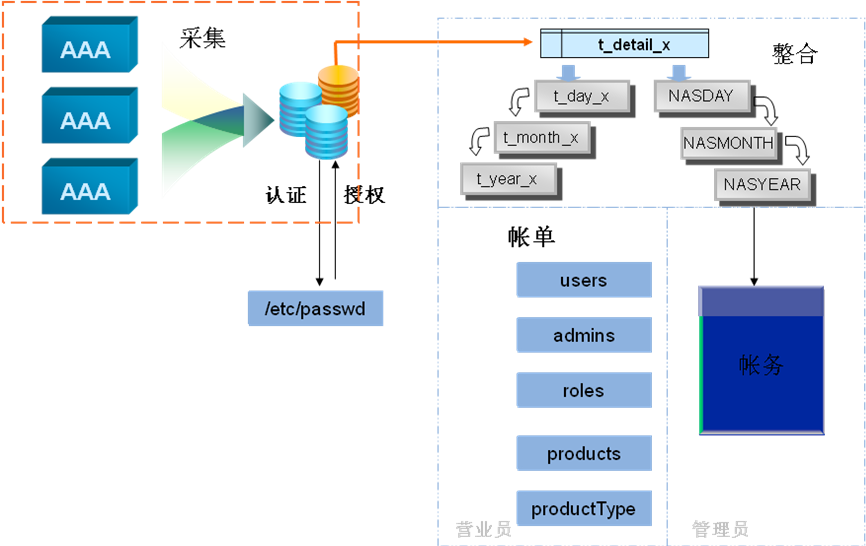 AAA
AAA
AAA
采集
认证
授权
/etc/passwd
t_detail_x
整合
t_day_x
t_month_x
t_year_x
NASDAY
NASMONTH
NASYEAR
帐单
users
admins
roles
products
productType
营业员
帐务
管理员